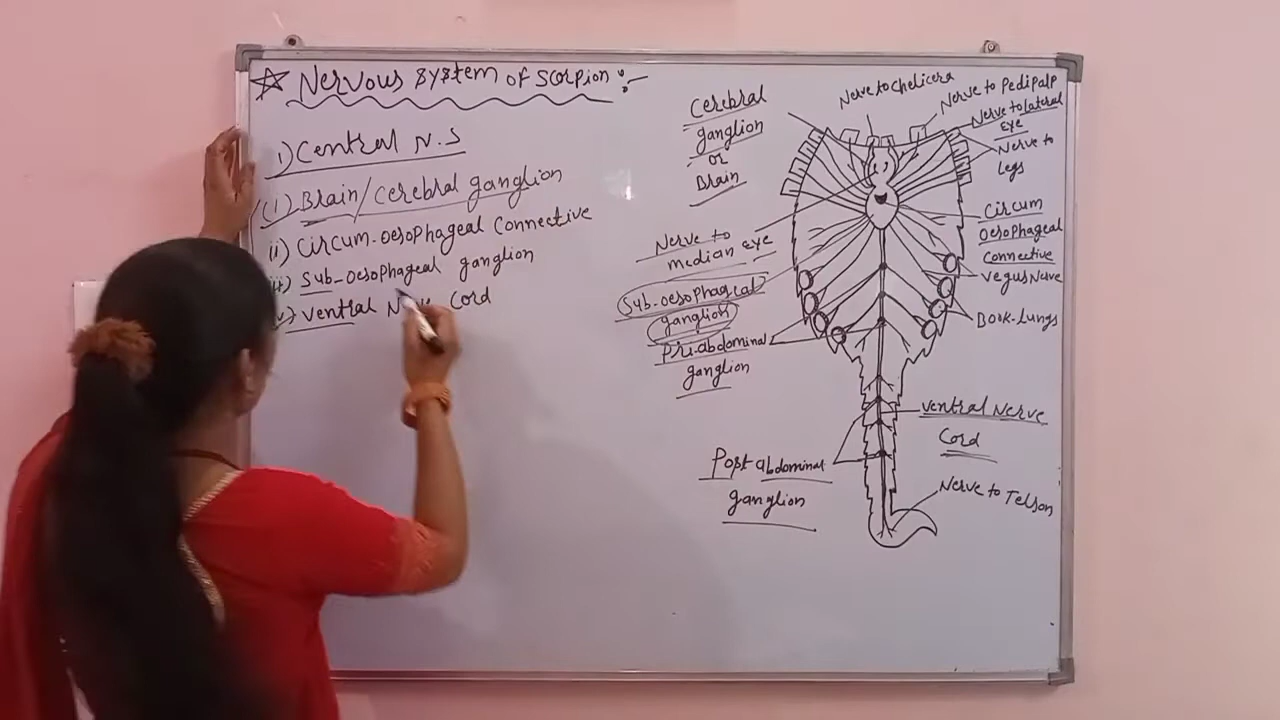 Nervous system of scorpion :-
1) Central N.S
(i) Brain/cerebral ganglion
ii) Circum-oesophageal Connective
iii) Sub-oesophageal ganglion
iv) Ventral Nerve Cord
Cerebral
ganglion
or
Brain
Nerve to
median eye
Sub-oesophageal
ganglion
Pri-abdominal
ganglion
Post abdominal
ganglion
Nerve to chelicera
Nerve to Pedipalp
Nerve to lateral
eye
Nerve to
legs
Circum
oesophageal
Connective
vegus Nerve
Book-lungs
Ventral Nerve
Cord
Nerve to Telson